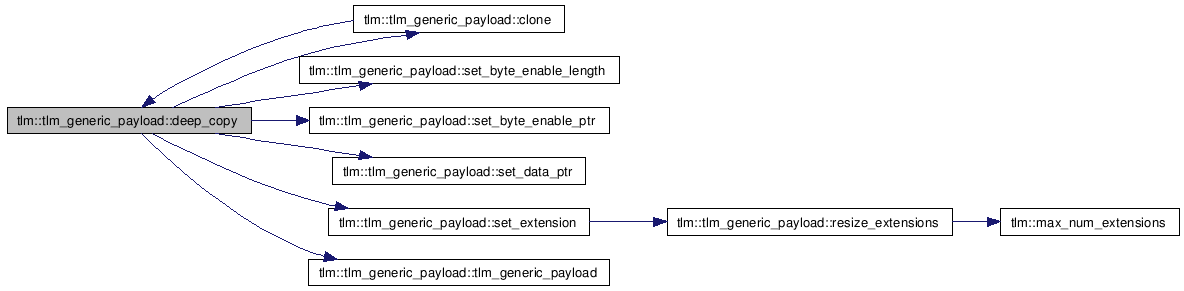 tlm::tlm_generic_payload::clone
tlm::tlm_generic_payload::set_byte_enable_length
tlm::tlm_generic_payload::deep_copy
tlm::tlm_generic_payload::set_byte_enable_ptr
tlm::tlm_generic_payload::set_data_ptr
tlm::tlm_generic_payload::set_extension
tlm::tlm_generic_payload::resize_extensions
tlm::max_num_extensions
tlm::tlm_generic_payload::tlm_generic_payload